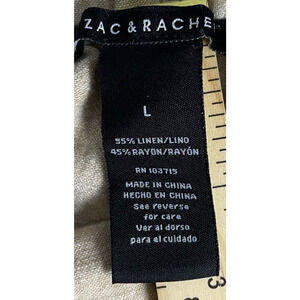 ZAC & RACHE
L
55% LINEN/LINO
45% RAYON/RAYÓN
RN 103715
MADE IN CHINA
HECHO EN CHINA
See reverse
for care
Ver al dorso
para el cuidado
3